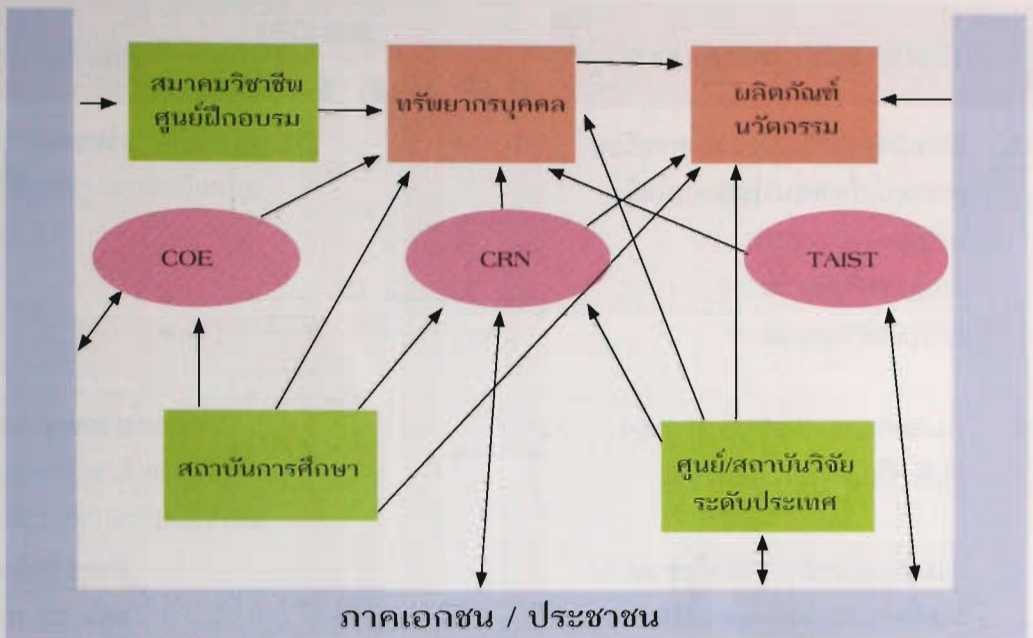 สมาคมวิชาชีพ
ศูนย์ฝึกอบรม
ทรัพยากรบุคคล
ผลิตภัณฑ์
นวัตกรรม
COE
CRN
TAIST
สถาบันการศึกษา
ศูนย์/สถาบันวิจัย
ระดับประเทศ
ภาคเอกชน / ประชาชน